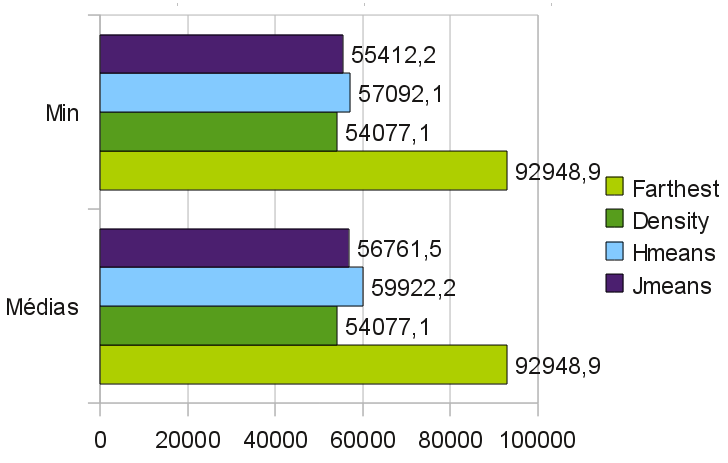 55412,2
57092,1
Min
54077,1
92948,9
Farthest
Density
56761,5
Hmeans
59922,2
Jmeans
Médias
54077,1
92948,9
0 20000 40000 60000 80000 100000